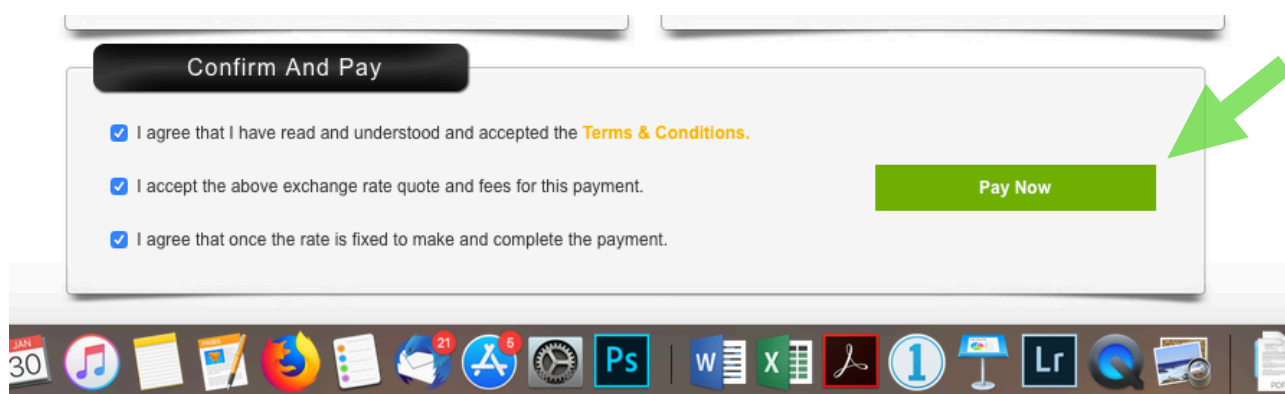 Confirm And Pay
I agree that I have read and understood and accepted the Terms & Conditions.
I accept the above exchange rate quote and fees for this payment.
Pay Now
I agree that once the rate is fixed to make and complete the payment.
JAN
30
PAGES
21
5
Ps
W
X
1
Lr
PDF